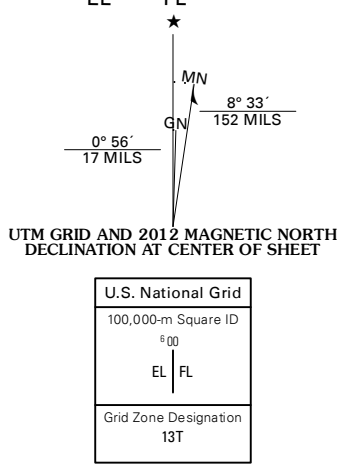 EL FL
★
MN
GN
8° 33´
152 MILS
0° 56´
17 MILS
UTM GRID AND 2012 MAGNETIC NORTH
DECLINATION AT CENTER OF SHEET
U.S. National Grid
100,000-m Square ID
⁶00
EL FL
Grid Zone Designation
13T